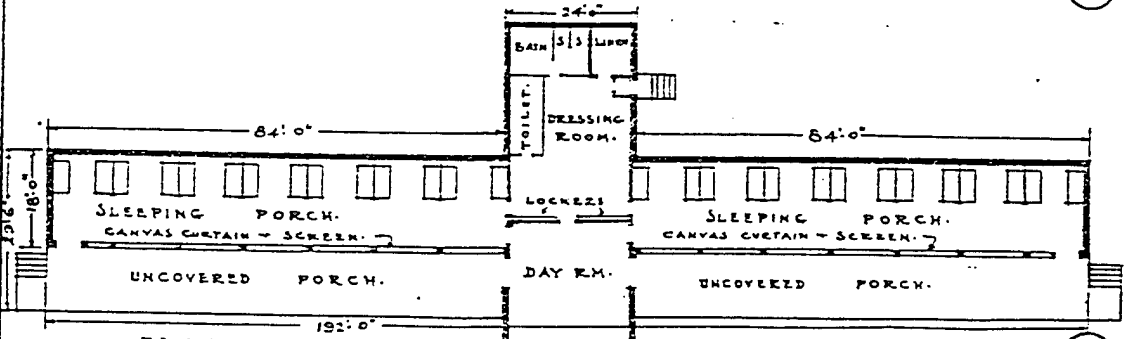 24'-0"
BATH S S LINEN
TOILET.
DRESSING
ROOM.
84'-0"
84'-0"
18'-0"
LOCKERS
SLEEPING PORCH.
SLEEPING PORCH.
CANVAS CURTAIN - SCREEN.
CANVAS CURTAIN - SCREEN.
DAY RM.
UNCOVERED PORCH.
UNCOVERED PORCH.
192'-0"